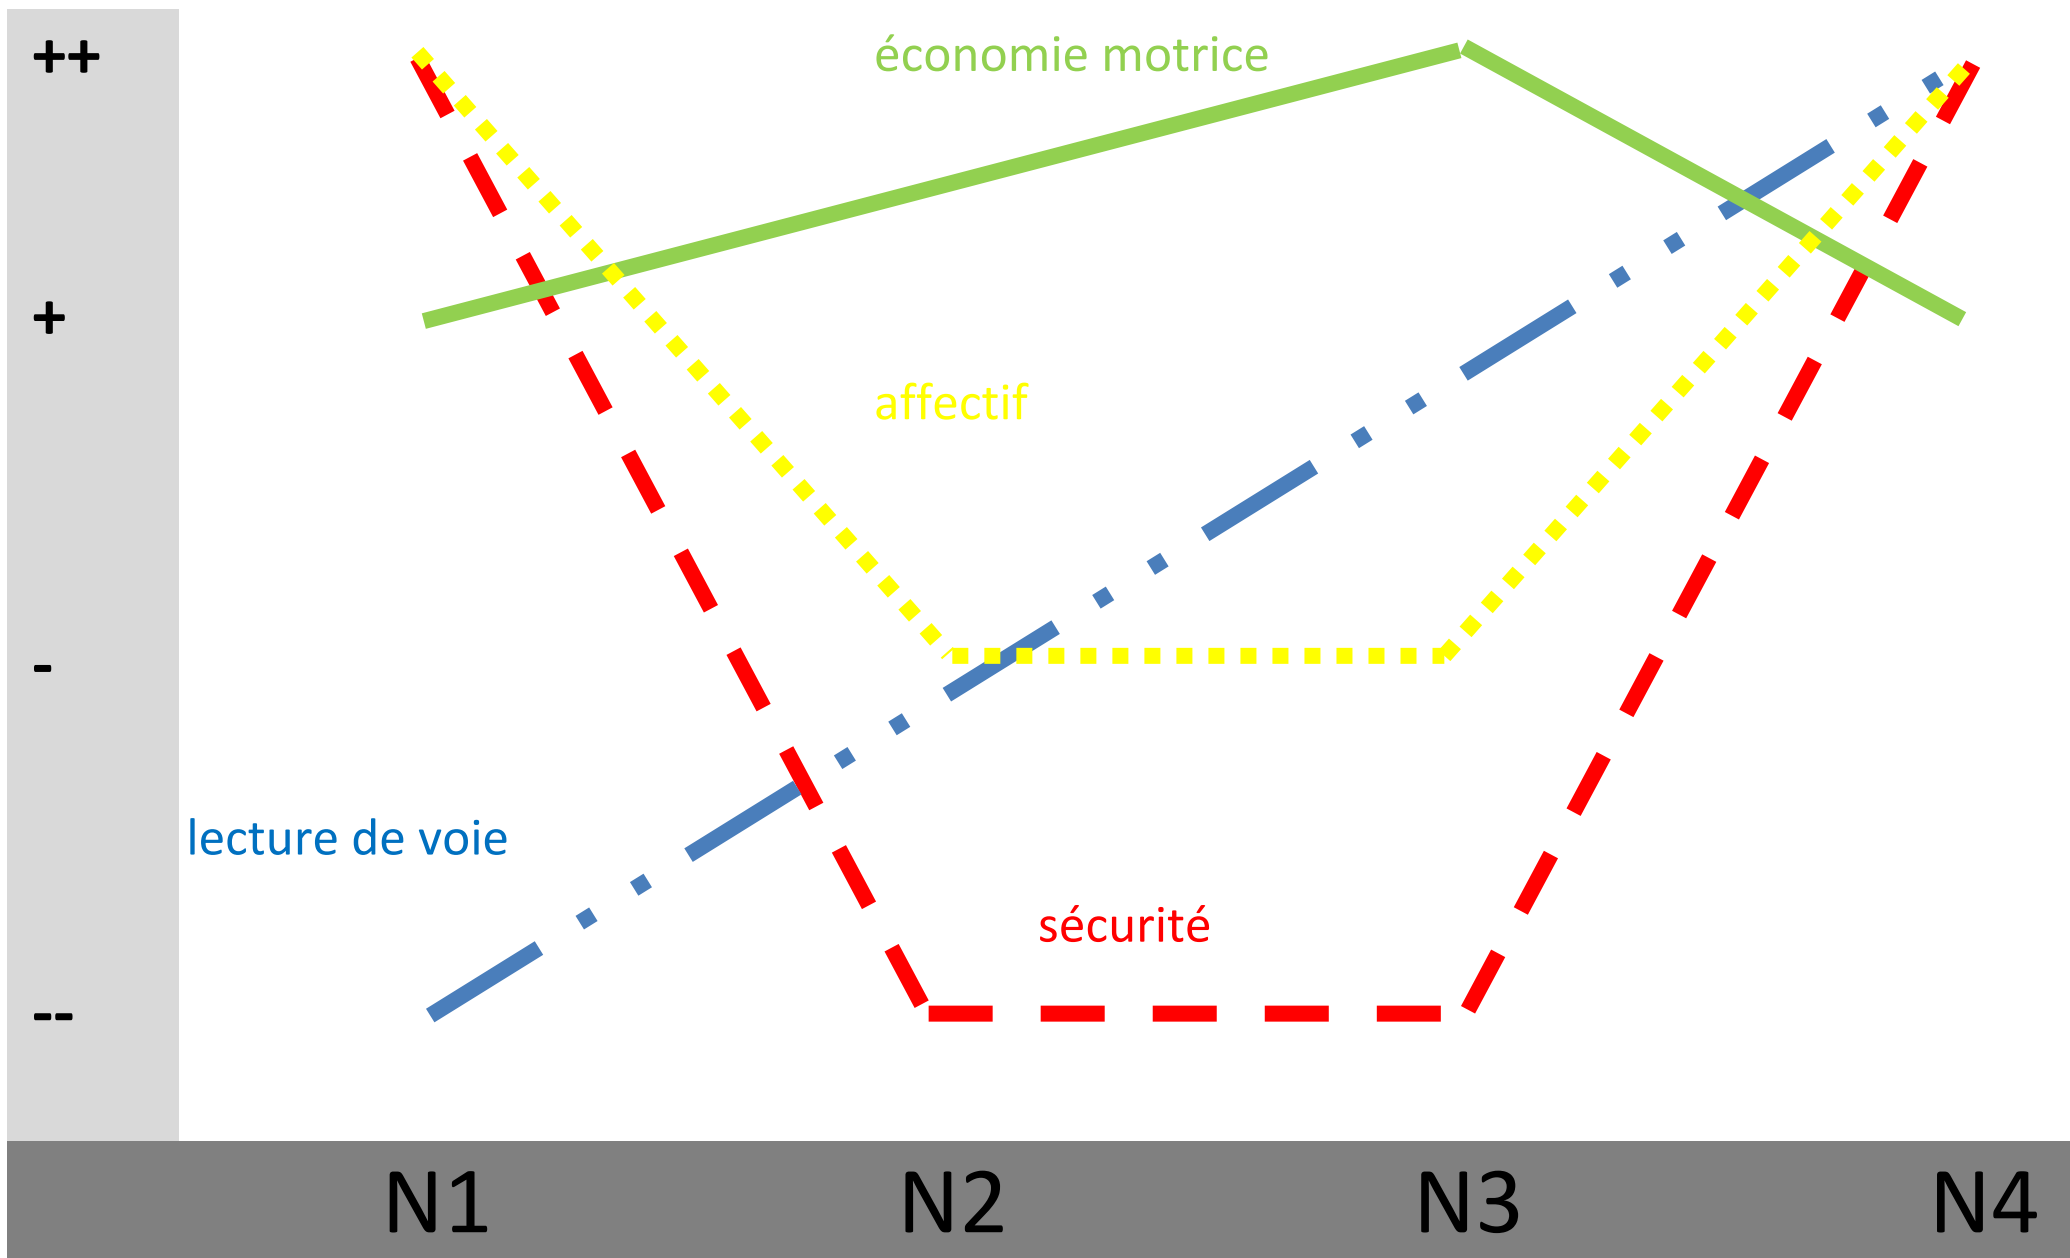 ++
économie motrice
+
affectif
-
lecture de voie
sécurité
--
N1 N2 N3 N4